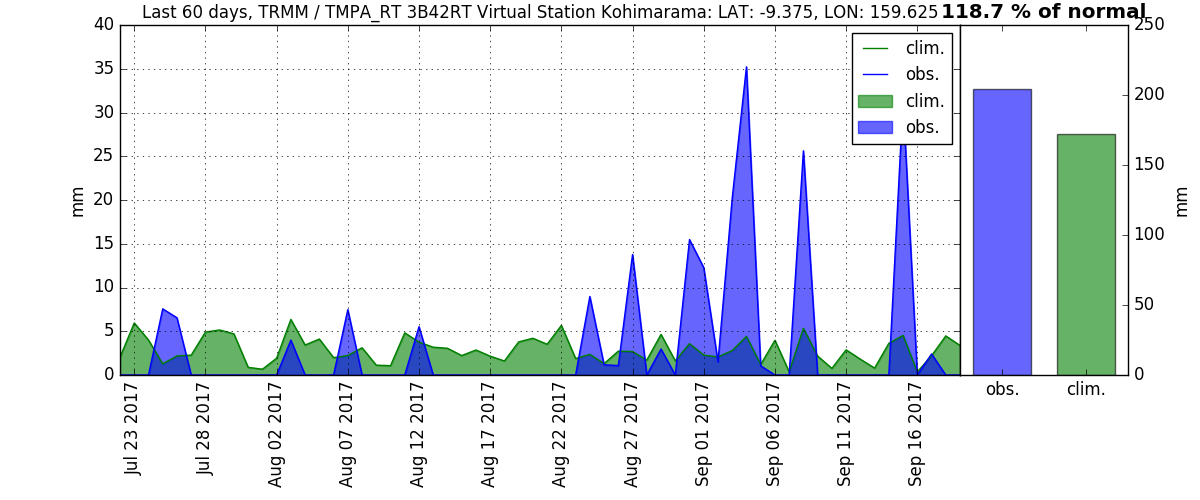 Last 60 days, TRMM / TMPA_RT 3B42RT Virtual Station Kohimarama: LAT: -9.375, LON: 159.625
118.7 % of normal
40
35
30
25
20
15
10
5
0
mm
clim.
obs.
clim.
obs.
Jul 23 2017
Jul 28 2017
Aug 02 2017
Aug 07 2017
Aug 12 2017
Aug 17 2017
Aug 22 2017
Aug 27 2017
Sep 01 2017
Sep 06 2017
Sep 11 2017
Sep 16 2017
250
200
150
100
50
0
mm
obs.
clim.